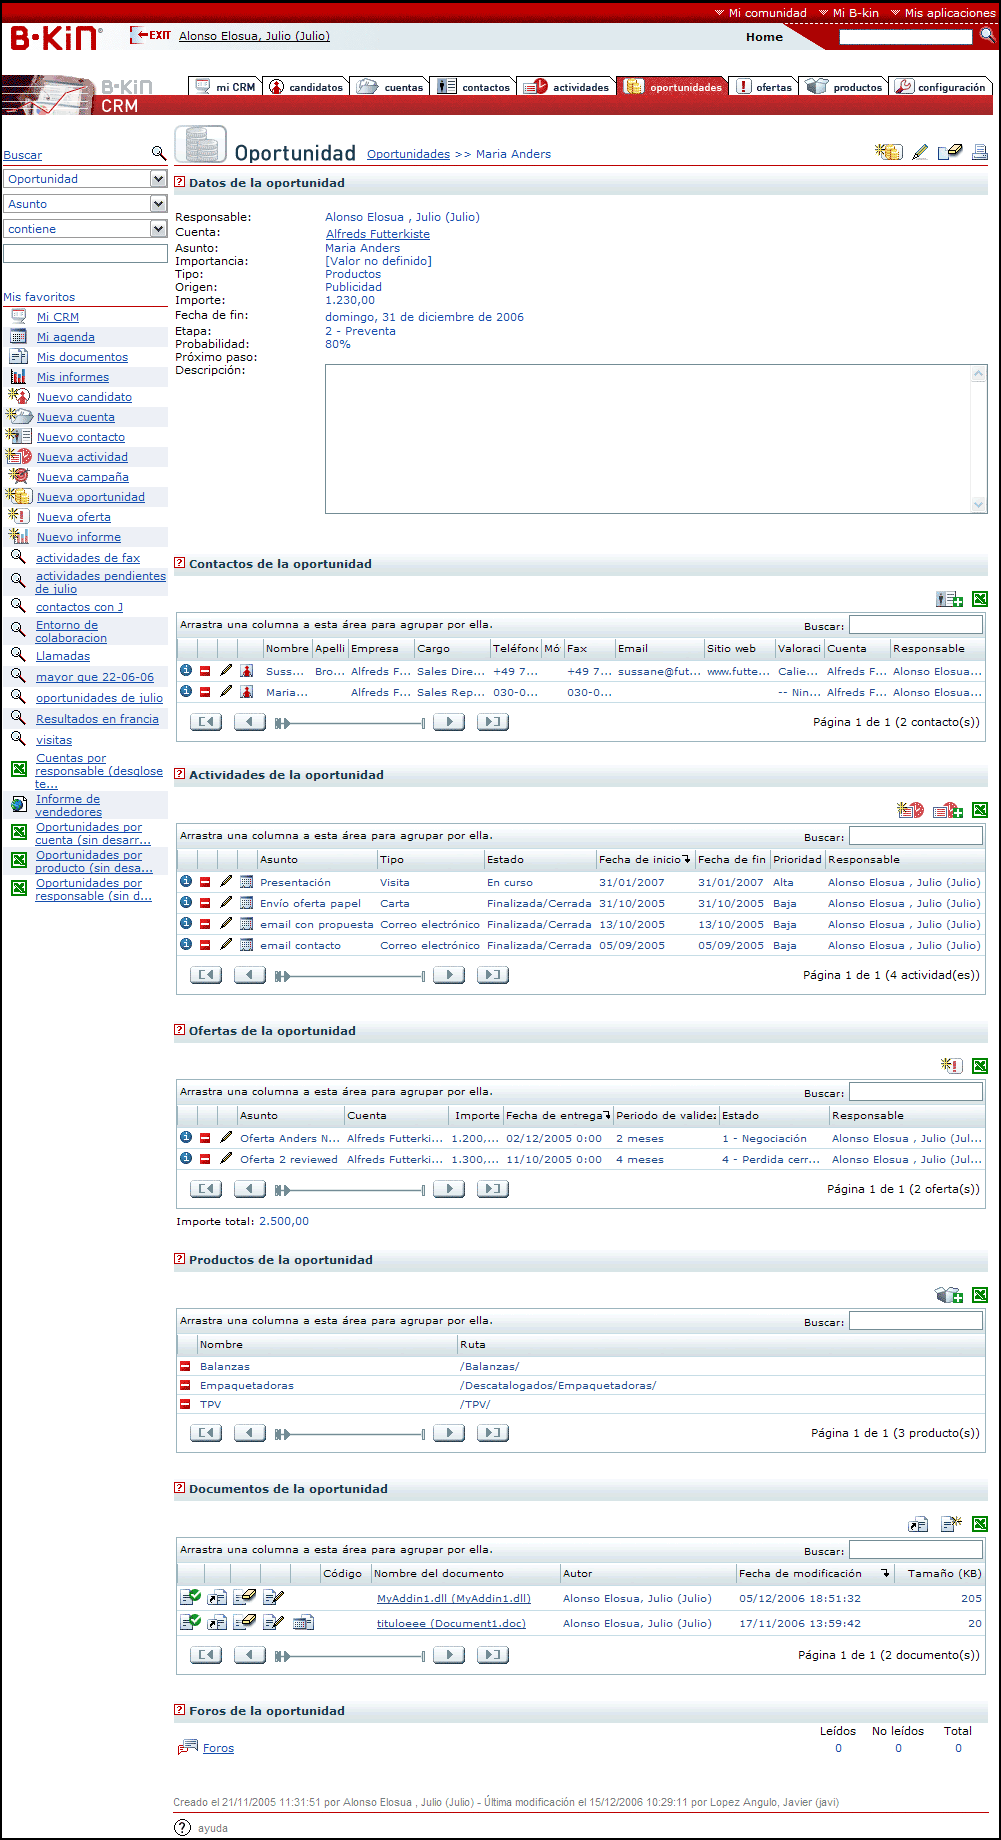 Mi comunidad Mi B-kin Mis aplicaciones
B·KiN® EXIT Alonso Elosua, Julio (Julio) Home
B·KiN
CRM
mi CRM candidatos cuentas contactos actividades oportunidades ofertas productos configuración
Buscar
Oportunidad
Asunto
contiene
Mis favoritos
Mi CRM
Mi agenda
Mis documentos
Mis informes
Nuevo candidato
Nueva cuenta
Nuevo contacto
Nueva actividad
Nueva campaña
Nueva oportunidad
Nueva oferta
Nuevo informe
actividades de fax
actividades pendientes
de julio
contactos con J
Entorno de
colaboracion
Llamadas
mayor que 22-06-06
oportunidades de julio
Resultados en francia
visitas
Cuentas por
responsable (desglose
te...
Informe de
vendedores
Oportunidades por
cuenta (sin desarr...
Oportunidades por
producto (sin desa...
Oportunidades por
responsable (sin d...
Oportunidad Oportunidades >> Maria Anders
Datos de la oportunidad
Responsable: Alonso Elosua , Julio (Julio)
Cuenta: Alfreds Futterkiste
Asunto: Maria Anders
Importancia: [Valor no definido]
Tipo: Productos
Origen: Publicidad
Importe: 1.230,00
Fecha de fin: domingo, 31 de diciembre de 2006
Etapa: 2 - Preventa
Probabilidad: 80%
Próximo paso:
Descripción:
Contactos de la oportunidad
Arrastra una columna a esta área para agrupar por ella. Buscar:
Nombre Apelli Empresa Cargo Teléfono Mó Fax Email Sitio web Valoraci Cuenta Responsable
Suss... Bro... Alfreds F... Sales Dire... +49 7... +49 7... sussane@fut... www.futte... Calie... Alfreds F... Alonso Elosua...
Maria... Alfreds F... Sales Rep... 030-0... 030-0... -- Nin... Alfreds F... Alonso Elosua...
Página 1 de 1 (2 contacto(s))
Actividades de la oportunidad
Arrastra una columna a esta área para agrupar por ella. Buscar:
Asunto Tipo Estado Fecha de inicio Fecha de fin Prioridad Responsable
Presentación Visita En curso 31/01/2007 31/01/2007 Alta Alonso Elosua , Julio (Julio)
Envío oferta papel Carta Finalizada/Cerrada 31/10/2005 31/10/2005 Baja Alonso Elosua , Julio (Julio)
email con propuesta Correo electrónico Finalizada/Cerrada 13/10/2005 13/10/2005 Baja Alonso Elosua , Julio (Julio)
email contacto Correo electrónico Finalizada/Cerrada 05/09/2005 05/09/2005 Baja Alonso Elosua , Julio (Julio)
Página 1 de 1 (4 actividad(es))
Ofertas de la oportunidad
Arrastra una columna a esta área para agrupar por ella. Buscar:
Asunto Cuenta Importe Fecha de entrega Periodo de validez Estado Responsable
Oferta Anders N... Alfreds Futterki... 1.200,... 02/12/2005 0:00 2 meses 1 - Negociación Alonso Elosua, Julio (Jul...
Oferta 2 reviewed Alfreds Futterki... 1.300,... 11/10/2005 0:00 4 meses 4 - Perdida cerr... Alonso Elosua, Julio (Jul...
Página 1 de 1 (2 oferta(s))
Importe total: 2.500,00
Productos de la oportunidad
Arrastra una columna a esta área para agrupar por ella. Buscar:
Nombre Ruta
Balanzas /Balanzas/
Empaquetadoras /Descatalogados/Empaquetadoras/
TPV /TPV/
Página 1 de 1 (3 producto(s))
Documentos de la oportunidad
Arrastra una columna a esta área para agrupar por ella. Buscar:
Código Nombre del documento Autor Fecha de modificación Tamaño (KB)
MyAddin1.dll (MyAddin1.dll) Alonso Elosua, Julio (Julio) 05/12/2006 18:51:32 205
tituloeee (Document1.doc) Alonso Elosua, Julio (Julio) 17/11/2006 13:59:42 20
Página 1 de 1 (2 documento(s))
Foros de la oportunidad
Leídos No leídos Total
Foros 0 0 0
Creado el 21/11/2005 11:31:51 por Alonso Elosua , Julio (Julio) - Última modificación el 15/12/2006 10:29:11 por Lopez Angulo, Javier (javi)
ayuda